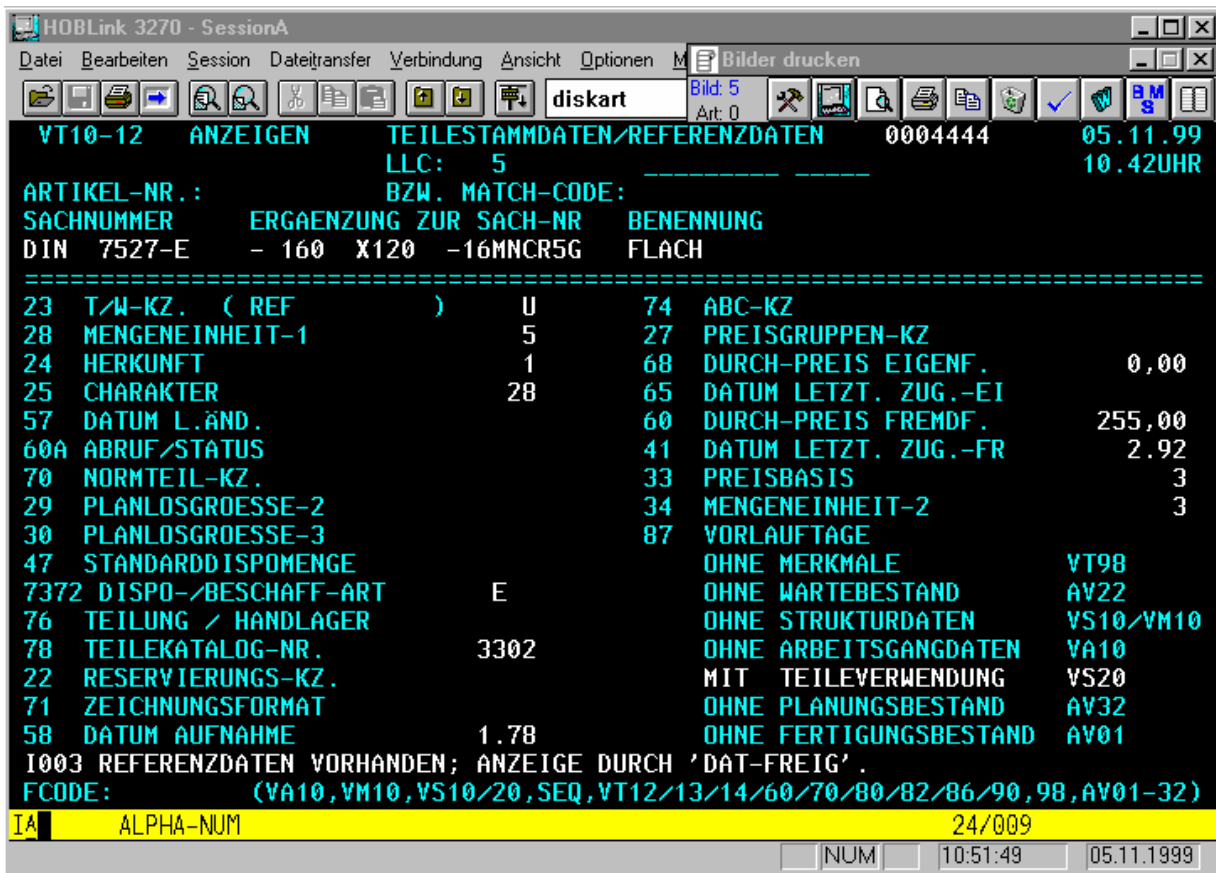 HOBLink 3270 - SessionA
Datei Bearbeiten Session Dateitransfer Verbindung Ansicht Optionen M
Bilder drucken
diskart
Bild: 5
Art: 0
BMS
VT10-12 ANZEIGEN TEILESTAMMDATEN/REFERENZDATEN 0004444 05.11.99
LLC: 5 _________ _____ 10.42UHR
ARTIKEL-NR.: BZW. MATCH-CODE:
SACHNUMMER ERGAENZUNG ZUR SACH-NR BENENNUNG
DIN 7527-E - 160 X120 -16MNCR5G FLACH
==============================================================================
23 T/W-KZ. ( REF ) U 74 ABC-KZ
28 MENGENEINHEIT-1 5 27 PREISGRUPPEN-KZ
24 HERKUNFT 1 68 DURCH-PREIS EIGENF. 0,00
25 CHARAKTER 28 65 DATUM LETZT. ZUG.-EI
57 DATUM L.ÄND. 60 DURCH-PREIS FREMDF. 255,00
60A ABRUF/STATUS 41 DATUM LETZT. ZUG.-FR 2.92
70 NORMTEIL-KZ. 33 PREISBASIS 3
29 PLANLOSGROESSE-2 34 MENGENEINHEIT-2 3
30 PLANLOSGROESSE-3 87 VORLAUFTAGE
47 STANDARDDISPOMENGE OHNE MERKMALE VT98
7372 DISPO-/BESCHAFF-ART E OHNE WARTEBESTAND AV22
76 TEILUNG / HANDLAGER OHNE STRUKTURDATEN VS10/VM10
78 TEILEKATALOG-NR. 3302 OHNE ARBEITSGANGDATEN VA10
22 RESERVIERUNGS-KZ. MIT TEILEVERWENDUNG VS20
71 ZEICHNUNGSFORMAT OHNE PLANUNGSBESTAND AV32
58 DATUM AUFNAHME 1.78 OHNE FERTIGUNGSBESTAND AV01
I003 REFERENZDATEN VORHANDEN; ANZEIGE DURCH 'DAT-FREIG'.
FCODE: (VA10,VM10,VS10/20,SEQ,VT12/13/14/60/70/80/82/86/90,98,AV01-32)
IA ALPHA-NUM 24/009
NUM 10:51:49 05.11.1999